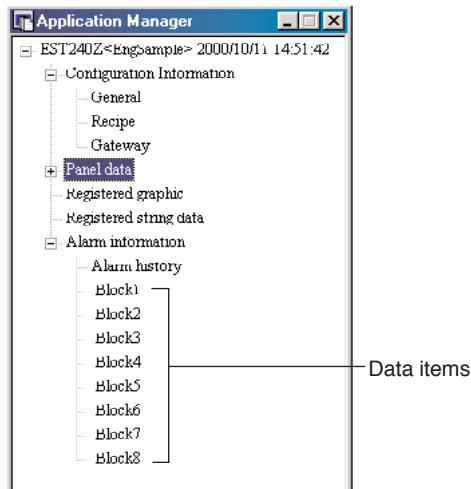 Application Manager
EST240Z<EngSample> 2000/10/11 14:51:42
Configuration Information
General
Recipe
Gateway
Panel data
Registered graphic
Registered string data
Alarm information
Alarm history
Block1
Block2
Block3
Block4
Block5
Block6
Block7
Block8
Data items